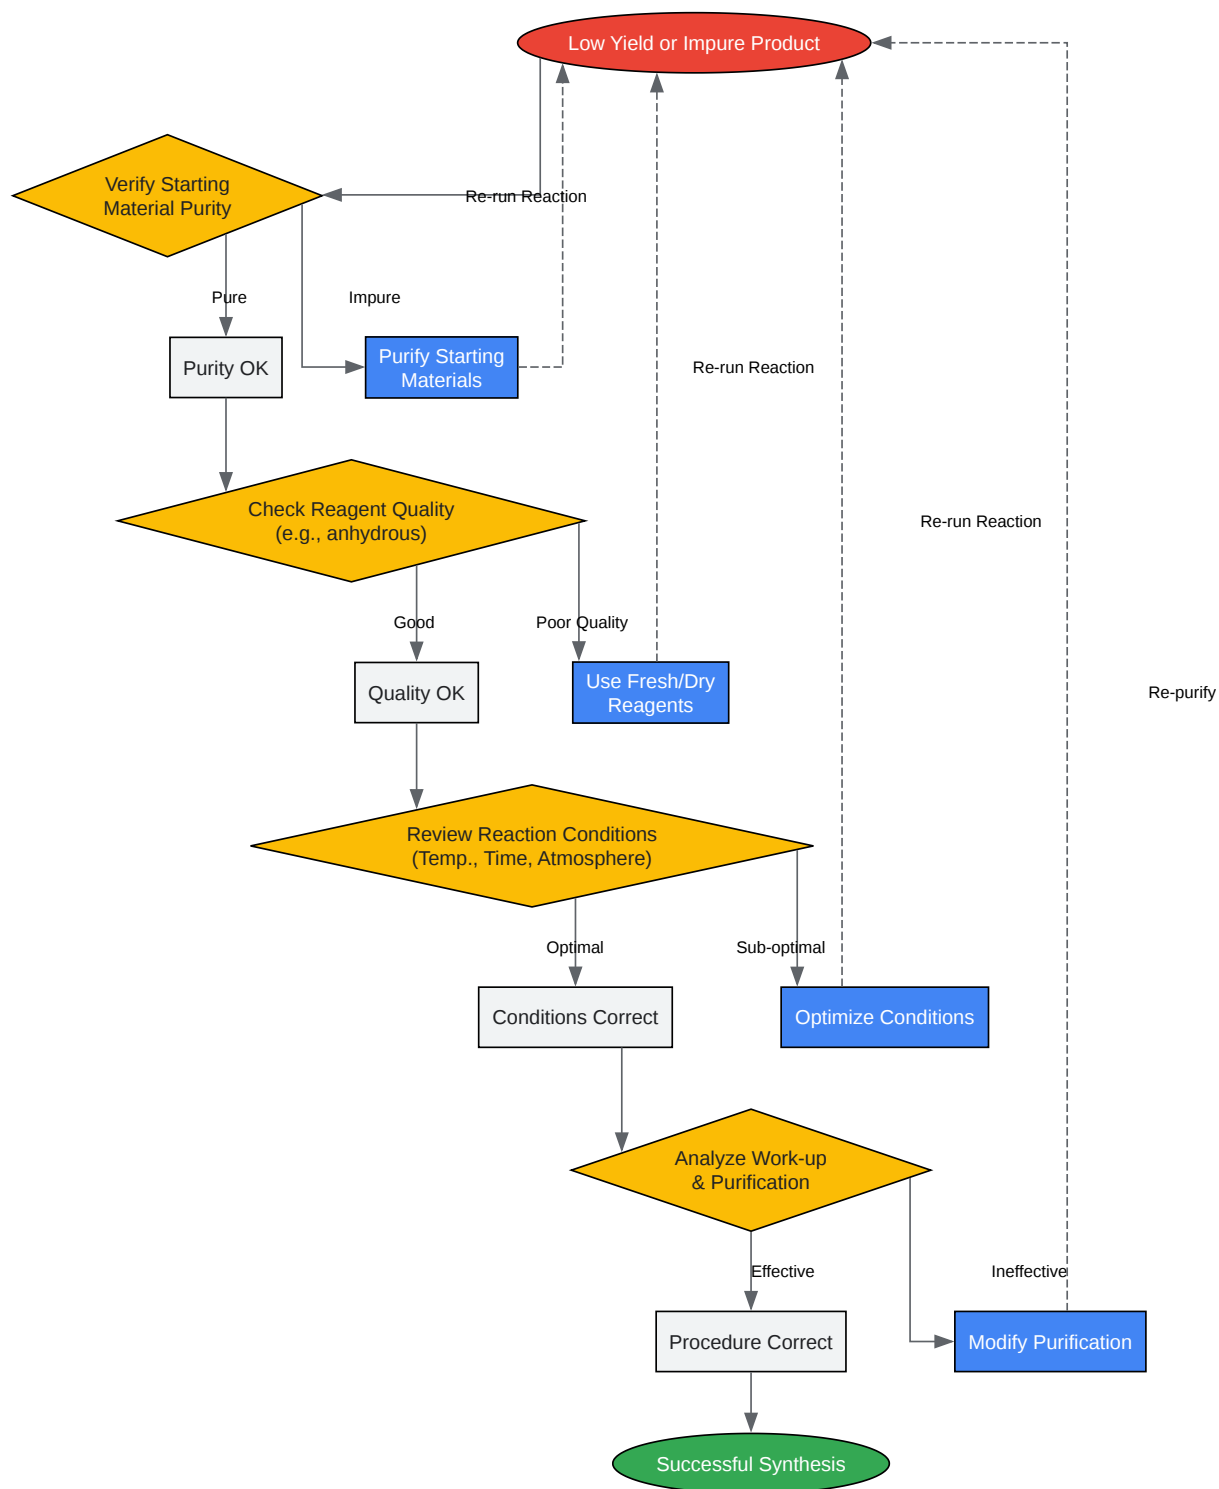 Low Yield or Impure Product
Verify Starting
Material Purity
Re-run Reaction
Pure
Impure
Purity OK
Purify Starting
Materials
Re-run Reaction
Check Reagent Quality
(e.g., anhydrous)
Re-run Reaction
Good
Poor Quality
Quality OK
Use Fresh/Dry
Reagents
Re-purify
Review Reaction Conditions
(Temp., Time, Atmosphere)
Optimal
Sub-optimal
Conditions Correct
Optimize Conditions
Analyze Work-up
& Purification
Effective
Ineffective
Procedure Correct
Modify Purification
Successful Synthesis